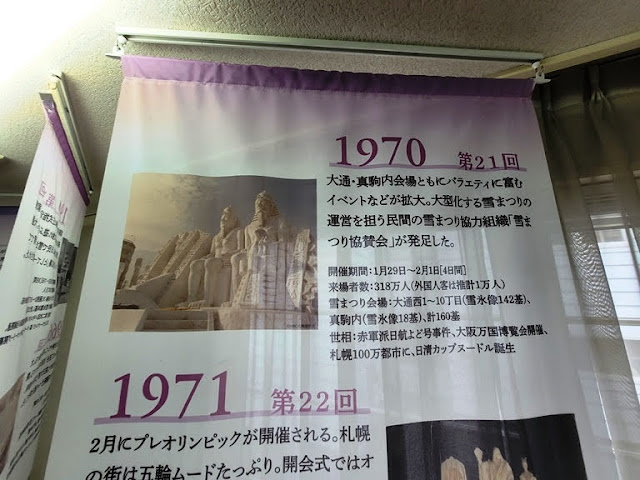 1970 第21回
大通・真駒内会場ともにバラエティに富む
イベントなどが拡大。大型化する雪まつりの
運営を担う民間の雪まつり協力組織「雪ま
つり協賛会」が発足した。
開催期間:1月29日~2月1日[4日間]
来場者数:318万人(外国人客は推計1万人)
雪まつり会場:大通西1~10丁目(雪氷像142基)、
真駒内(雪氷像18基)、計160基
世相:赤軍派日航よど号事件、大阪万国博覧会開催、
札幌100万都市に、日清カップヌードル誕生
1971 第22回
2月にプレオリンピックが開催される。札幌
の街は五輪ムードたっぷり。開会式ではオ